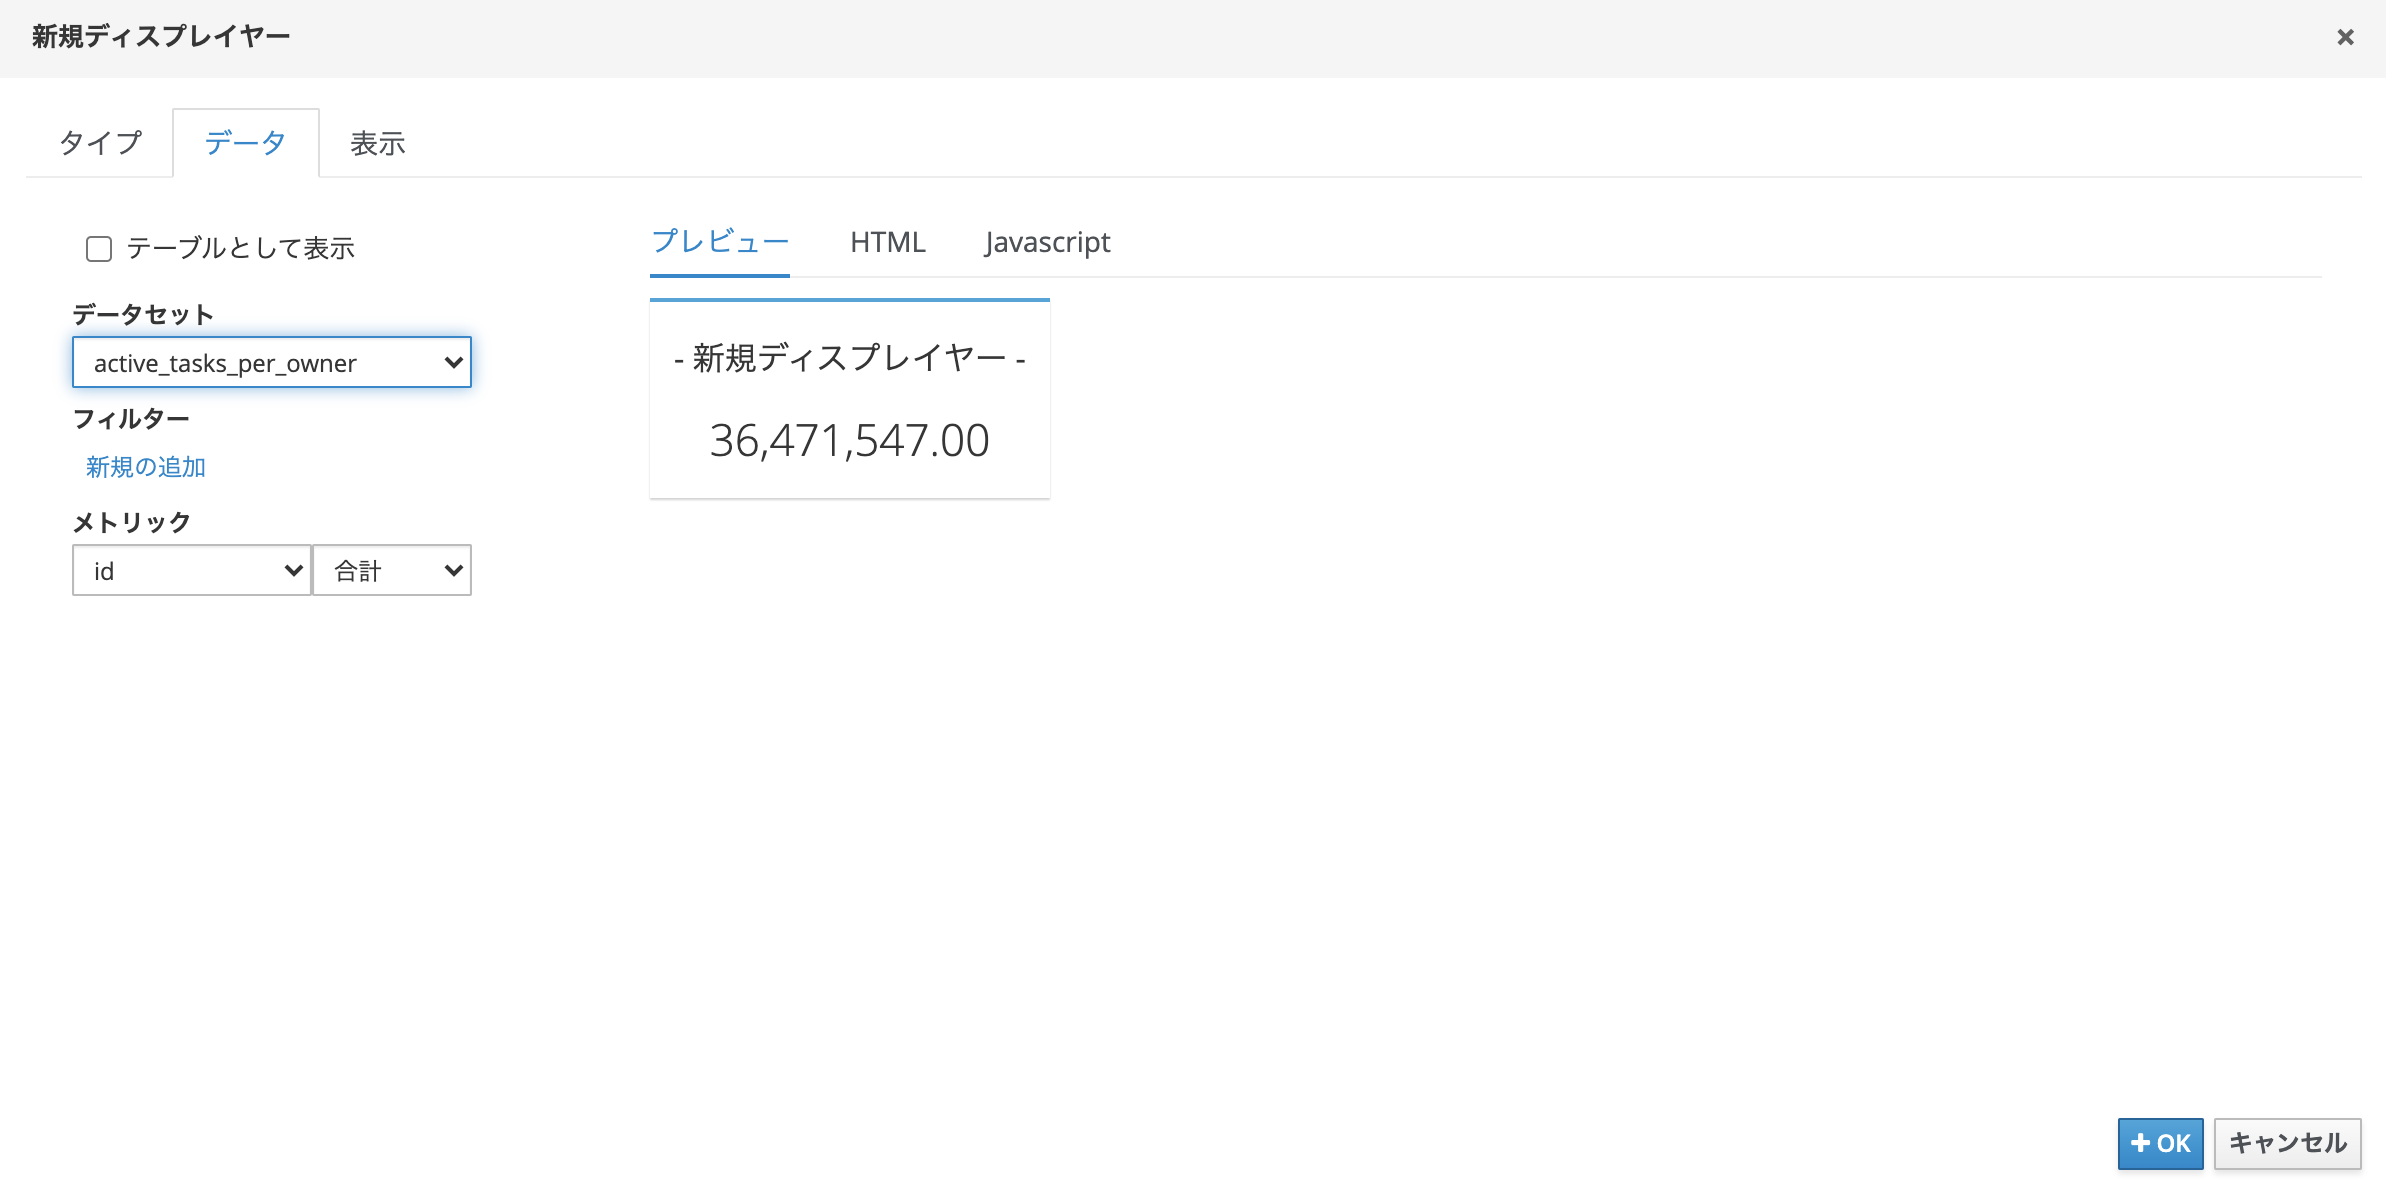 新規ディスプレイヤー
タイプ データ 表示
テーブルとして表示
データセット
active_tasks_per_owner
フィルター
新規の追加
メトリック
id 合計
プレビュー HTML Javascript
- 新規ディスプレイヤー -
36,471,547.00
OK キャンセル